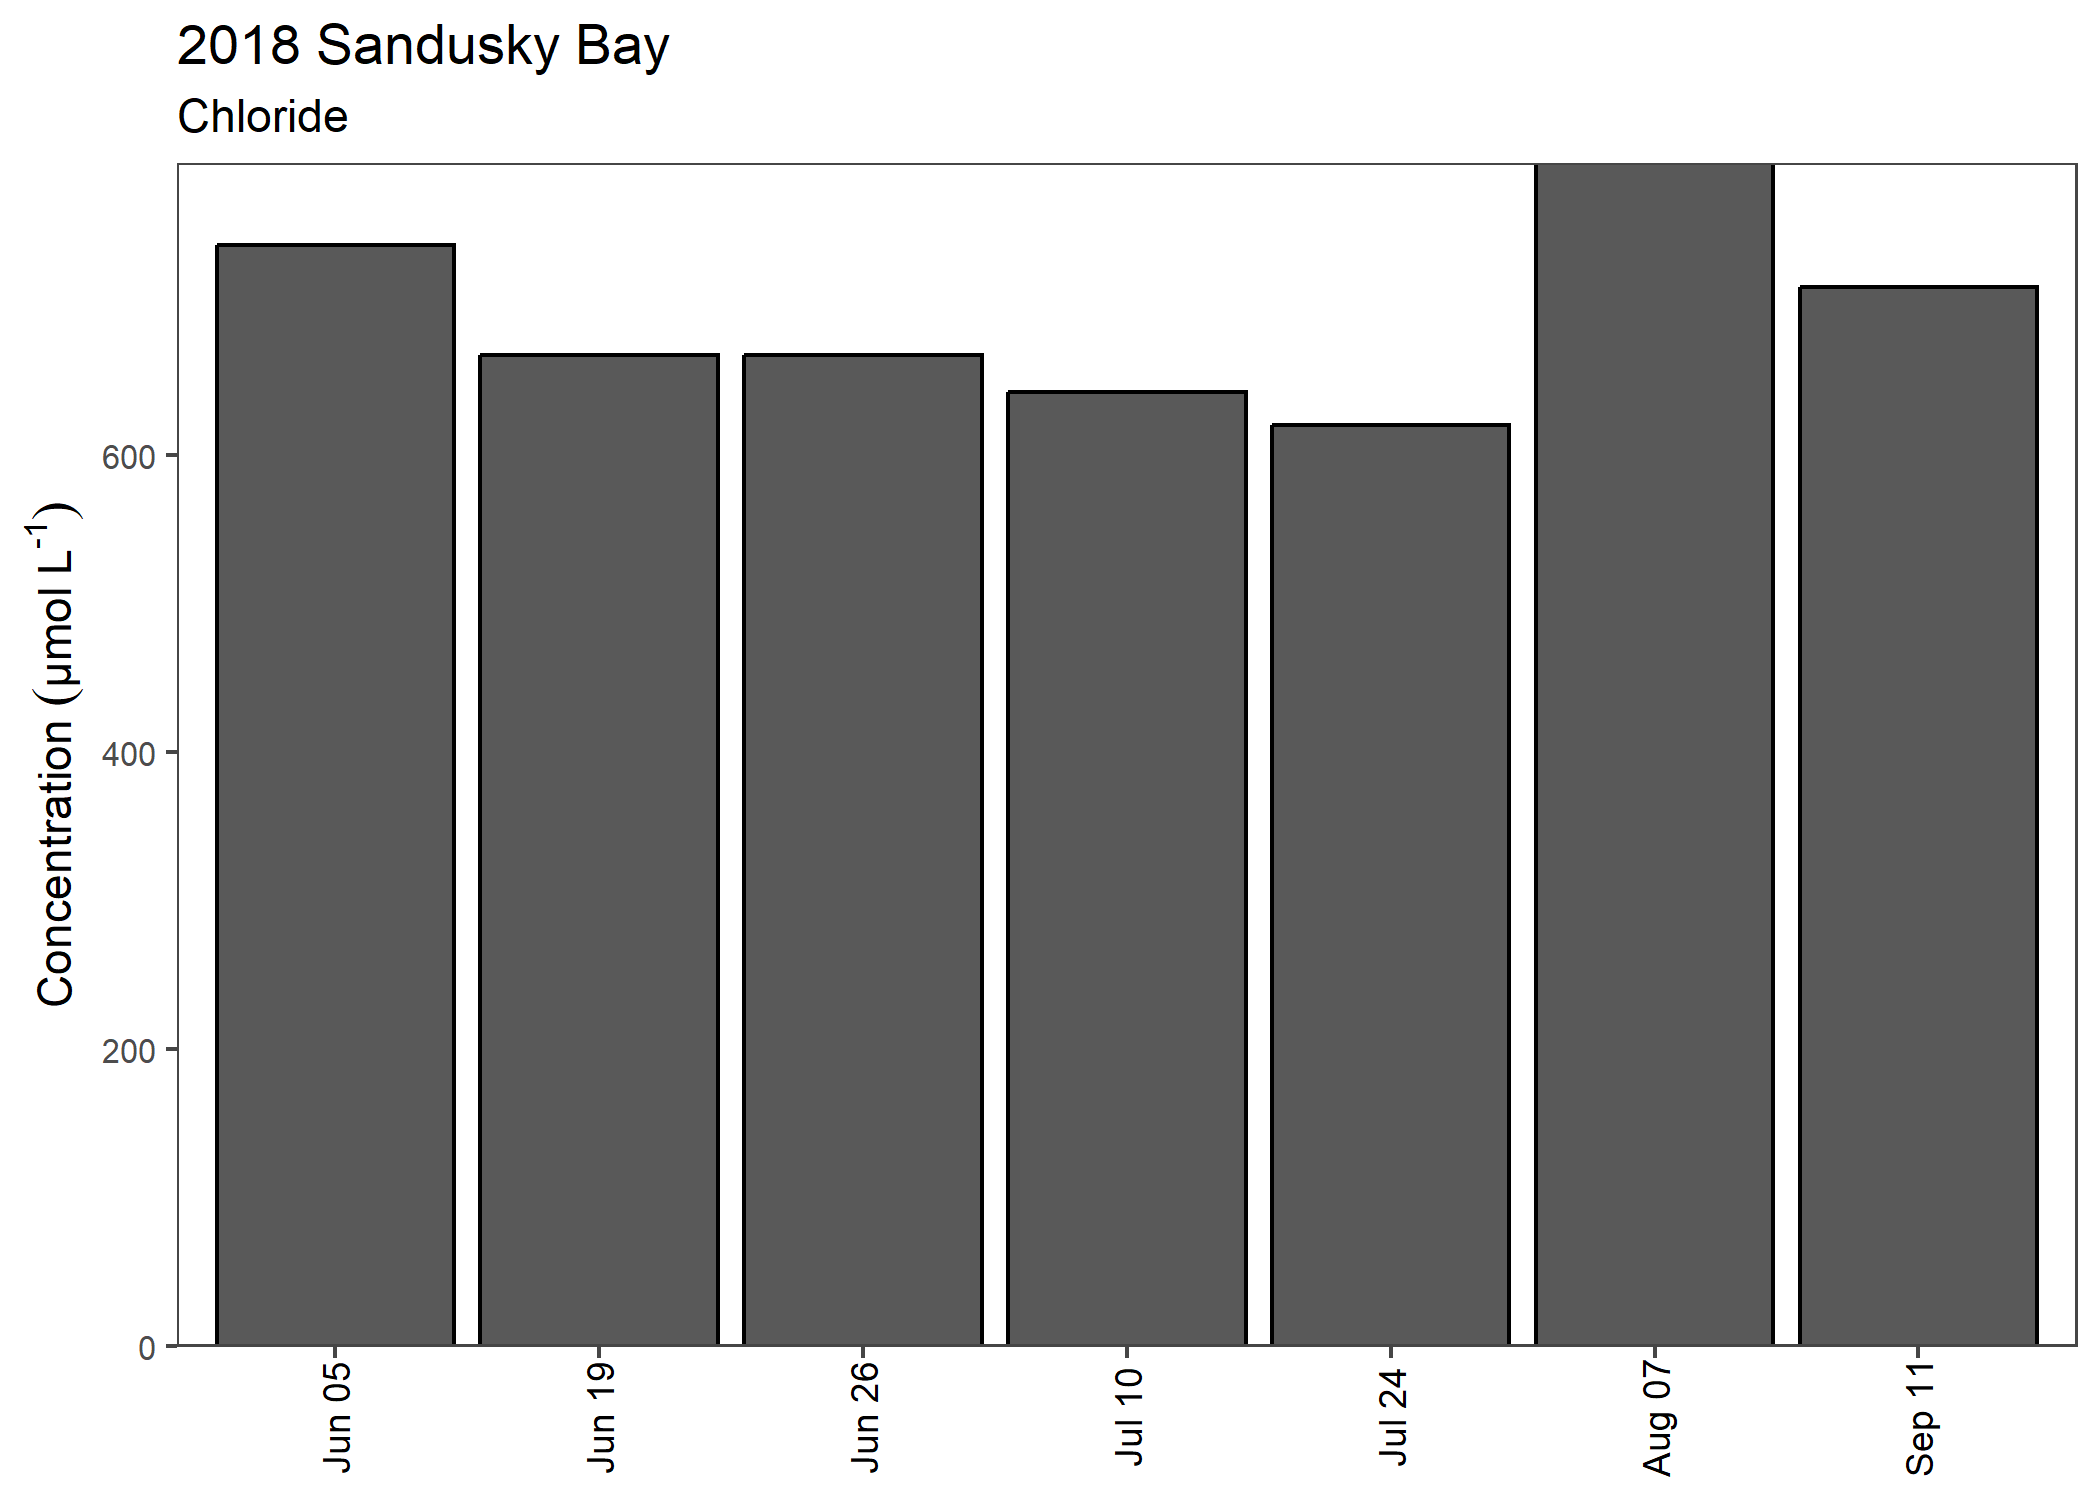 2018 Sandusky Bay
Chloride
Concentration (µmol L⁻¹)
600
400
200
0
Jun 05
Jun 19
Jun 26
Jul 10
Jul 24
Aug 07
Sep 11